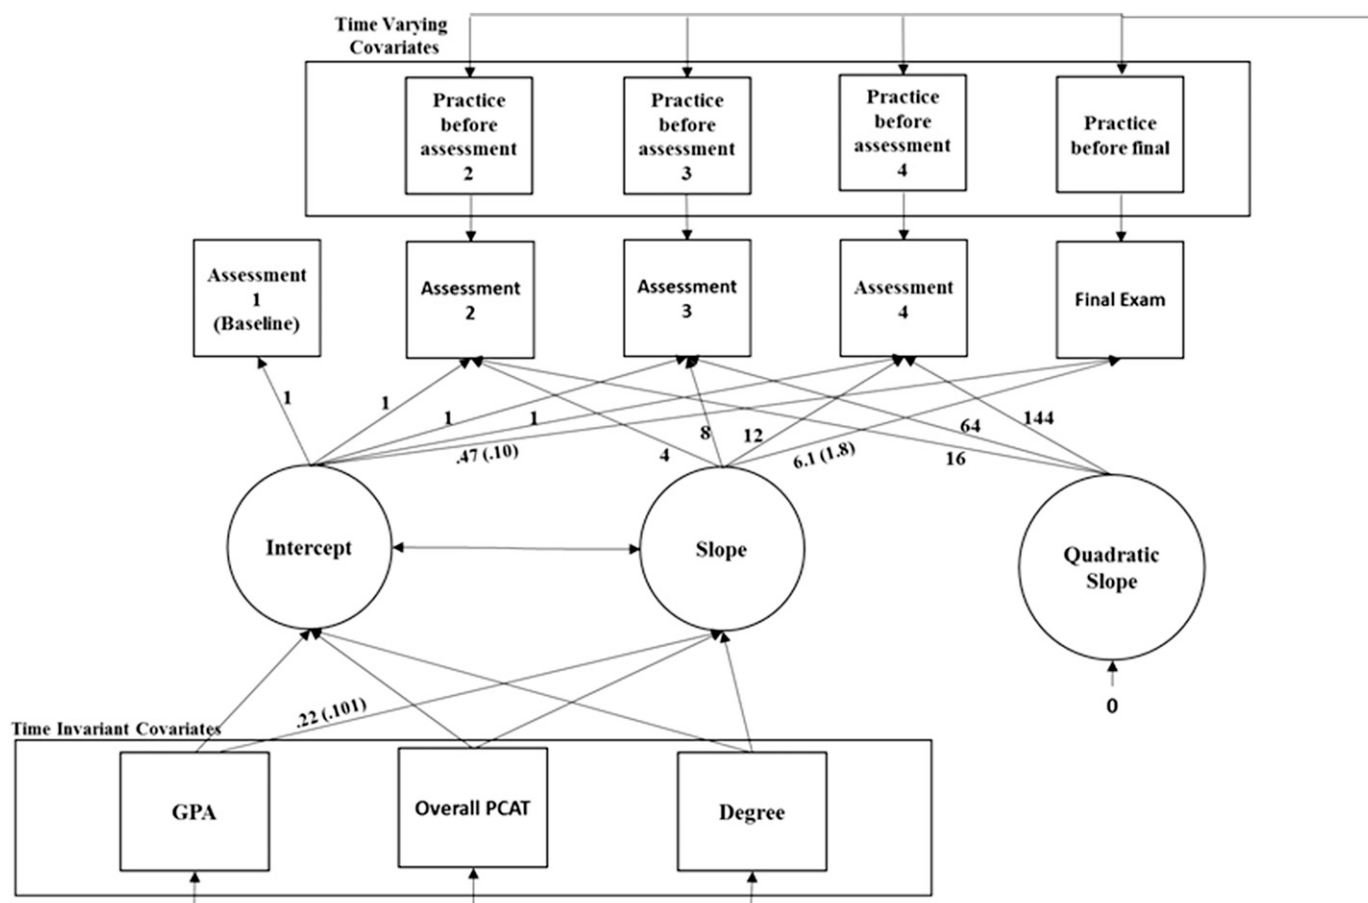 Time Varying
Covariates
Practice
before
assessment
2
Practice
before
assessment
3
Practice
before
assessment
4
Practice
before final
Assessment
1
(Baseline)
Assessment
2
Assessment
3
Assessment
4
Final Exam
1
1
1
1
.47 (.10)
4
8
12
6.1 (1.8)
16
64
144
Intercept
Slope
Quadratic
Slope
0
.22 (.101)
Time Invariant Covariates
GPA
Overall PCAT
Degree